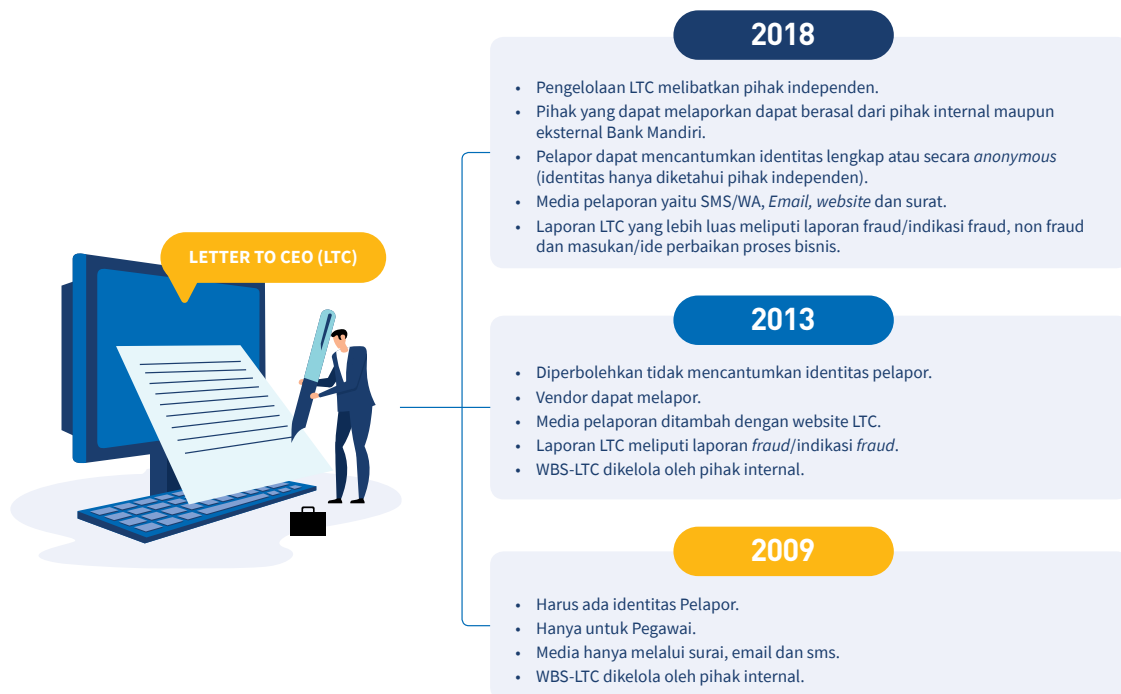 LETTER TO CEO (LTC)
2018
• Pengelolaan LTC melibatkan pihak independen.
• Pihak yang dapat melaporkan dapat berasal dari pihak internal maupun
eksternal Bank Mandiri.
• Pelapor dapat mencantumkan identitas lengkap atau secara anonymous
(identitas hanya diketahui pihak independen).
• Media pelaporan yaitu SMS/WA, Email, website dan surat.
• Laporan LTC yang lebih luas meliputi laporan fraud/indikasi fraud, non fraud
dan masukan/ide perbaikan proses bisnis.
2013
• Diperbolehkan tidak mencantumkan identitas pelapor.
• Vendor dapat melapor.
• Media pelaporan ditambah dengan website LTC.
• Laporan LTC meliputi laporan fraud/indikasi fraud.
• WBS-LTC dikelola oleh pihak internal.
2009
• Harus ada identitas Pelapor.
• Hanya untuk Pegawai.
• Media hanya melalui surai, email dan sms.
• WBS-LTC dikelola oleh pihak internal.